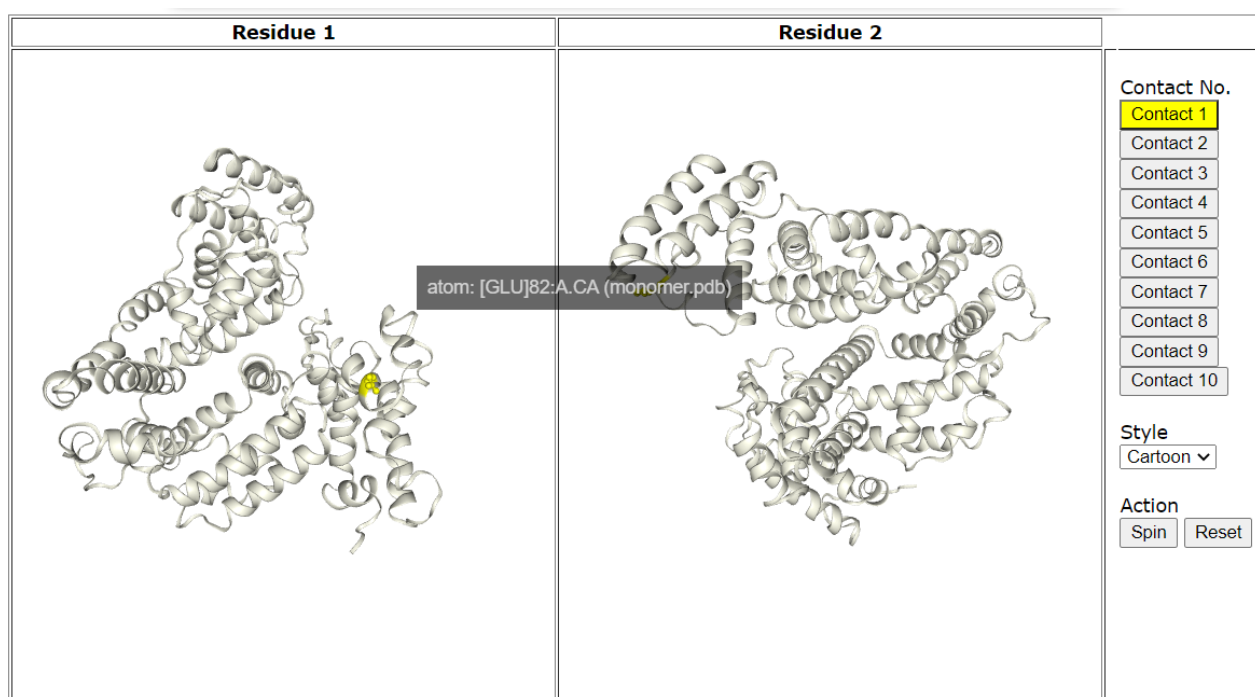 Residue 1
Residue 2
atom: [GLU]82:A.CA (monomer.pdb)
Contact No.
Contact 1
Contact 2
Contact 3
Contact 4
Contact 5
Contact 6
Contact 7
Contact 8
Contact 9
Contact 10
Style
Cartoon
Action
Spin Reset